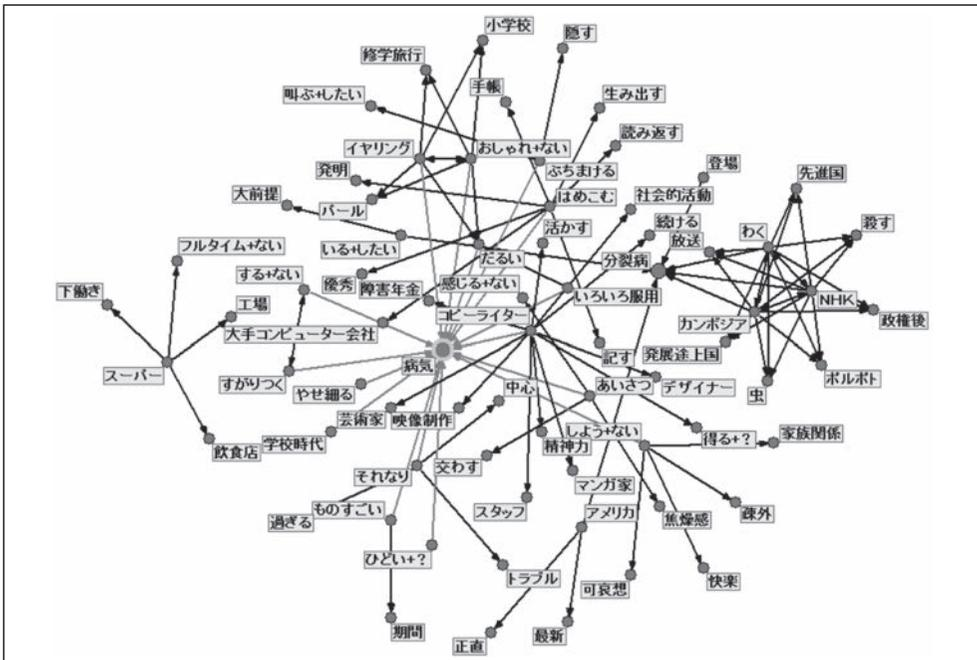 小学校
隠す
修学旅行
手帳
叫ぶ+したい
生み出す
読み返す
イヤリング
おしゃれ+ない
ぶちまける
登場
発明
はめこむ
社会的活動
先進国
大前提
パール
活かす
続ける
わく
殺す
フルタイム+ない
いる+したい
だるい
放送
する+ない
分裂病
優秀
障害年金
感じる+ない
いろいろ服用
下働き
工場
コピーライター
NHK
大手コンピューター会社
カンボジア
政権後
病気
記す
発展途上国
スーパー
すがりつく
やせ細る
中心
あいさつ
デザイナー
虫
ポルポト
芸術家
映像制作
しよう+ない
得る+?
家族関係
飲食店
学校時代
精神力
それなり
交わす
マンガ家
ものすごい
スタッフ
アメリカ
焦燥感
疎外
過ぎる
ひどい+?
トラブル
可哀想
快楽
期間
正直
最新